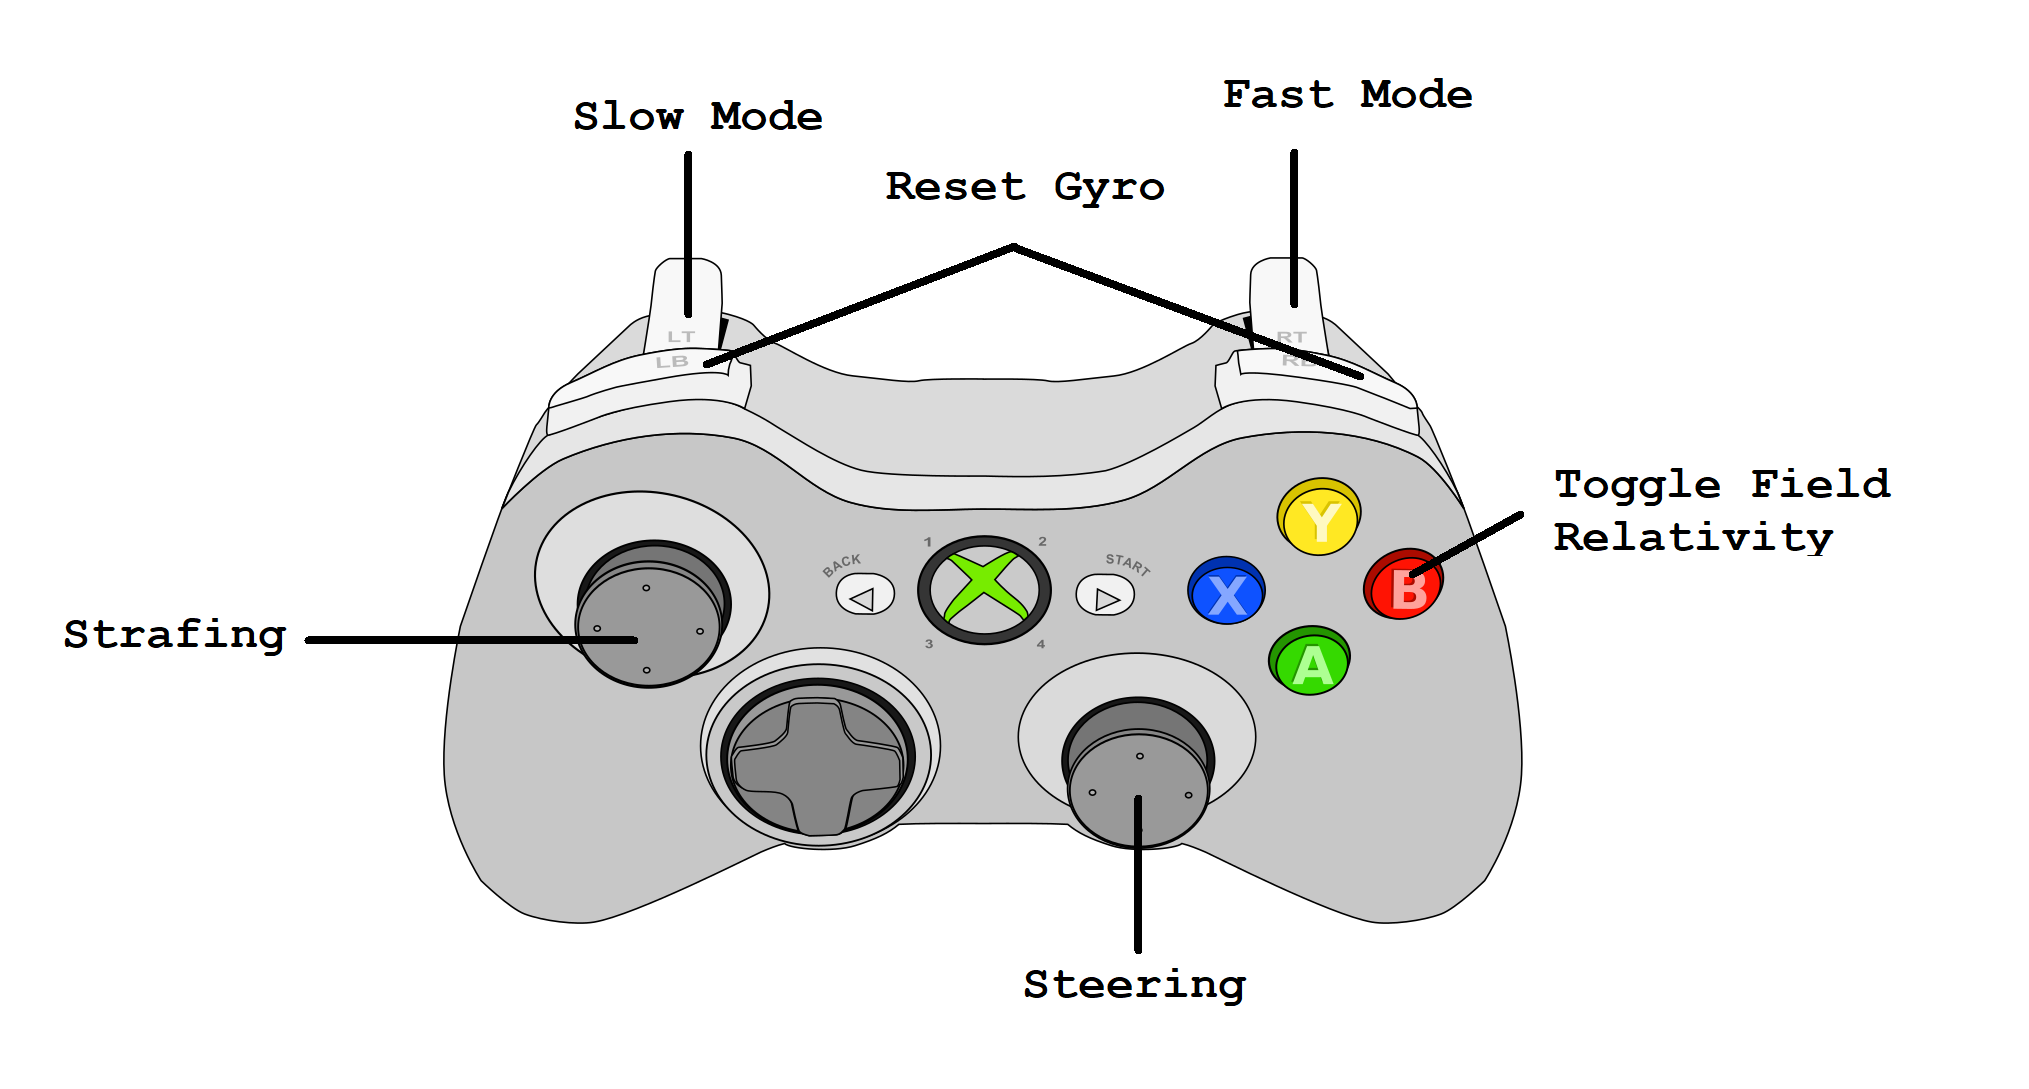 Fast Mode
Slow Mode
Reset Gyro
LT
RT
LB
RB
Toggle Field
Relativity
Y
1
2
BACK
START
X
B
Strafing
3
4
A
Steering